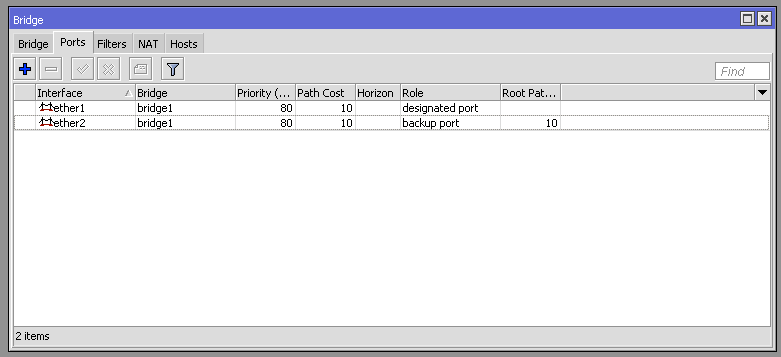 Bridge
Bridge Ports Filters NAT Hosts
Find
Interface Bridge Priority (... Path Cost Horizon Role Root Pat...
ether1 bridge1 80 10 designated port
ether2 bridge1 80 10 backup port 10
2 items